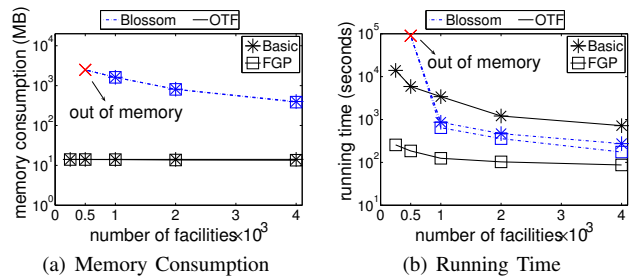 Blossom OTF
memory consumption (MB)
10^4
10^3
10^2
10^1
10^0
Basic
FGP
out of memory
0.5 1 2 3 4
number of facilities ×10^3
(a) Memory Consumption
Blossom OTF
running time (seconds)
10^5
10^4
10^3
10^2
10^1
Basic
FGP
out of memory
0.5 1 2 3 4
number of facilities ×10^3
(b) Running Time